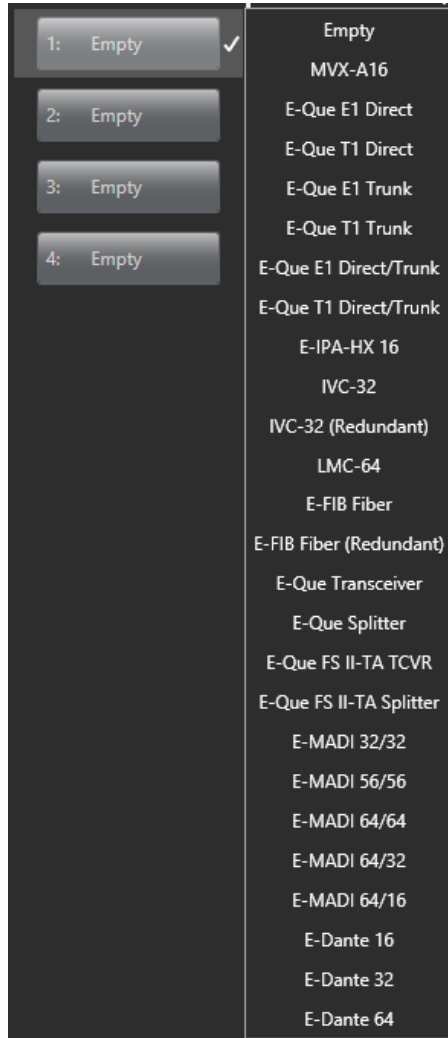 1: Empty
2: Empty
3: Empty
4: Empty
Empty
MVX-A16
E-Que E1 Direct
E-Que T1 Direct
E-Que E1 Trunk
E-Que T1 Trunk
E-Que E1 Direct/Trunk
E-Que T1 Direct/Trunk
E-IPA-HX 16
IVC-32
IVC-32 (Redundant)
LMC-64
E-FIB Fiber
E-FIB Fiber (Redundant)
E-Que Transceiver
E-Que Splitter
E-Que FS II-TA TCVR
E-Que FS II-TA Splitter
E-MADI 32/32
E-MADI 56/56
E-MADI 64/64
E-MADI 64/32
E-MADI 64/16
E-Dante 16
E-Dante 32
E-Dante 64